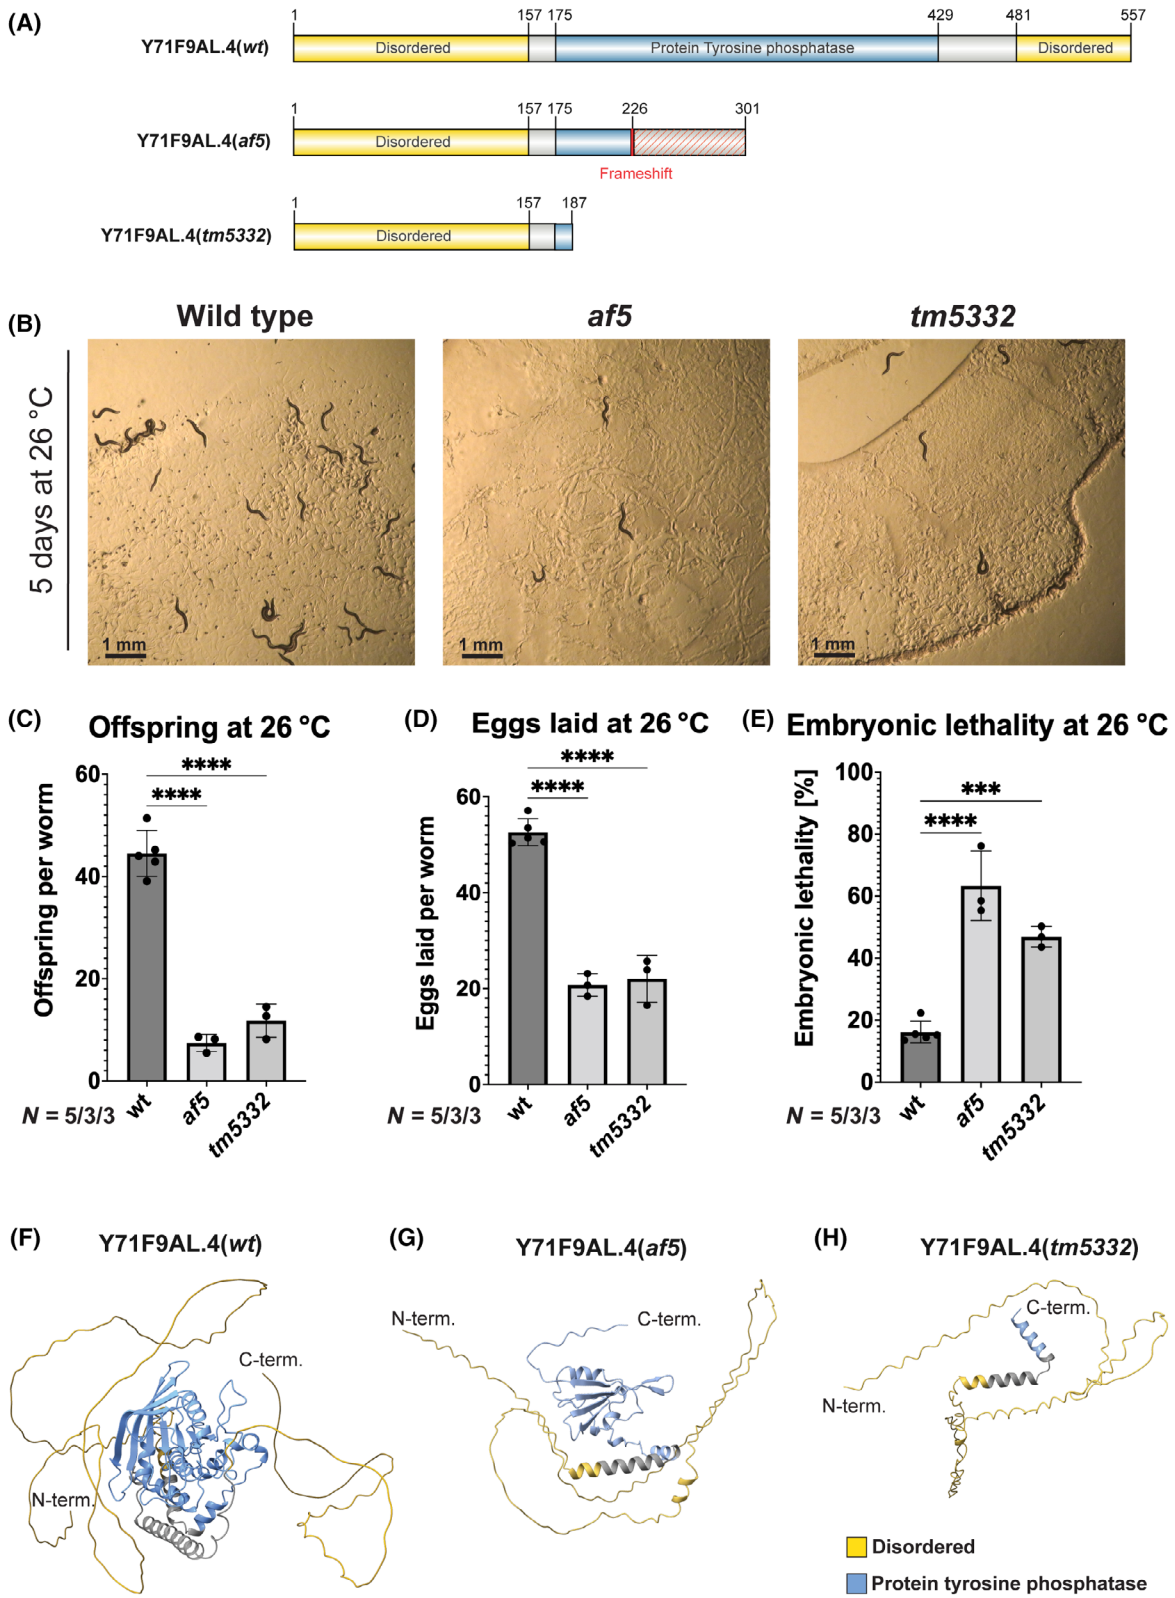 (A)
1 157 175 429 481 557
Y71F9AL.4(wt) Disordered Protein Tyrosine phosphatase Disordered
1 157 175 226 301
Y71F9AL.4(af5) Disordered
Frameshift
1 157 187
Y71F9AL.4(tm5332) Disordered
(B) Wild type af5 tm5332
5 days at 26 °C
1 mm 1 mm 1 mm
(C) Offspring at 26 °C
Offspring per worm
60
40
20
0
****
****
N = 5/3/3 wt af5 tm5332
(D) Eggs laid at 26 °C
Eggs laid per worm
60
40
20
0
****
****
N = 5/3/3 wt af5 tm5332
(E) Embryonic lethality at 26 °C
Embryonic lethality [%]
100
80
60
40
20
0
***
****
N = 5/3/3 wt af5 tm5332
(F) Y71F9AL.4(wt)
C-term.
N-term.
(G) Y71F9AL.4(af5)
N-term. C-term.
(H) Y71F9AL.4(tm5332)
C-term.
N-term.
Disordered
Protein tyrosine phosphatase